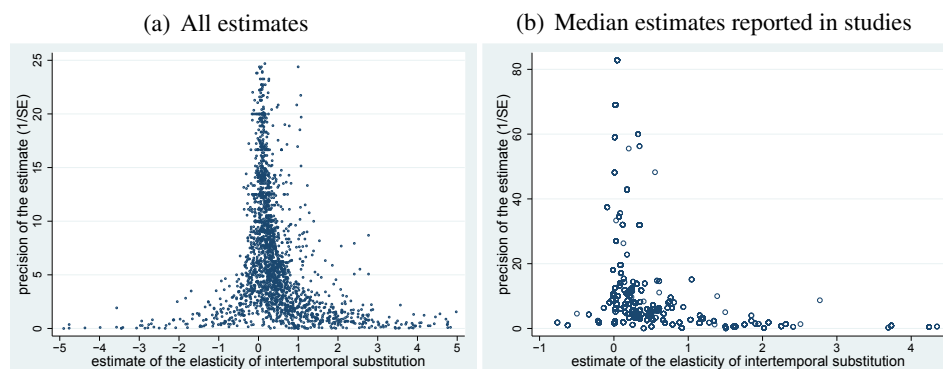 (a) All estimates
(b) Median estimates reported in studies
precision of the estimate (1/SE)
25
20
15
10
5
0
-5 -4 -3 -2 -1 0 1 2 3 4 5
estimate of the elasticity of intertemporal substitution
precision of the estimate (1/SE)
80
60
40
20
0
-1 0 1 2 3 4
estimate of the elasticity of intertemporal substitution